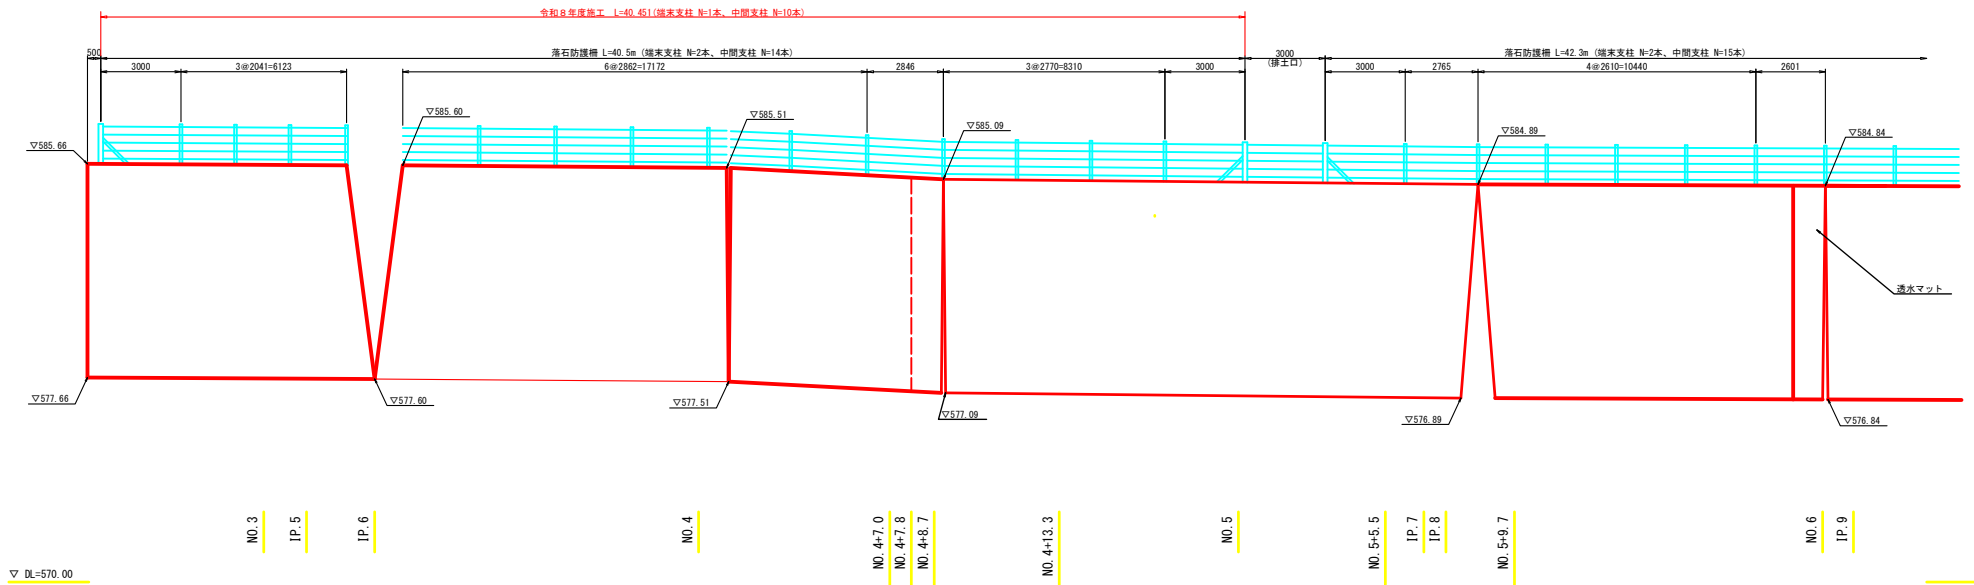 令和８年度施工 L=40.451(端末支柱 N=1本、中間支柱 N=10本)
落石防護柵 L=40.5m (端末支柱 N=2本、中間支柱 N=14本)
落石防護柵 L=42.3m (端末支柱 N=2本、中間支柱 N=15本)
500
3000
(排土口)
3000
3@2041=6123
6@2862=17172
2846
3@2770=8310
3000
3000
2765
4@2610=10440
2601
▽585.66
▽585.60
▽585.51
▽585.09
▽584.89
▽584.84
透水マット
▽577.66
▽577.60
▽577.51
▽577.09
▽576.89
▽576.84
NO.3
IP.5
IP.6
NO.4
NO.4+7.0
NO.4+7.8
NO.4+8.7
NO.4+13.3
NO.5
NO.5+5.5
IP.7
IP.8
NO.5+9.7
NO.6
IP.9
▽ DL=570.00